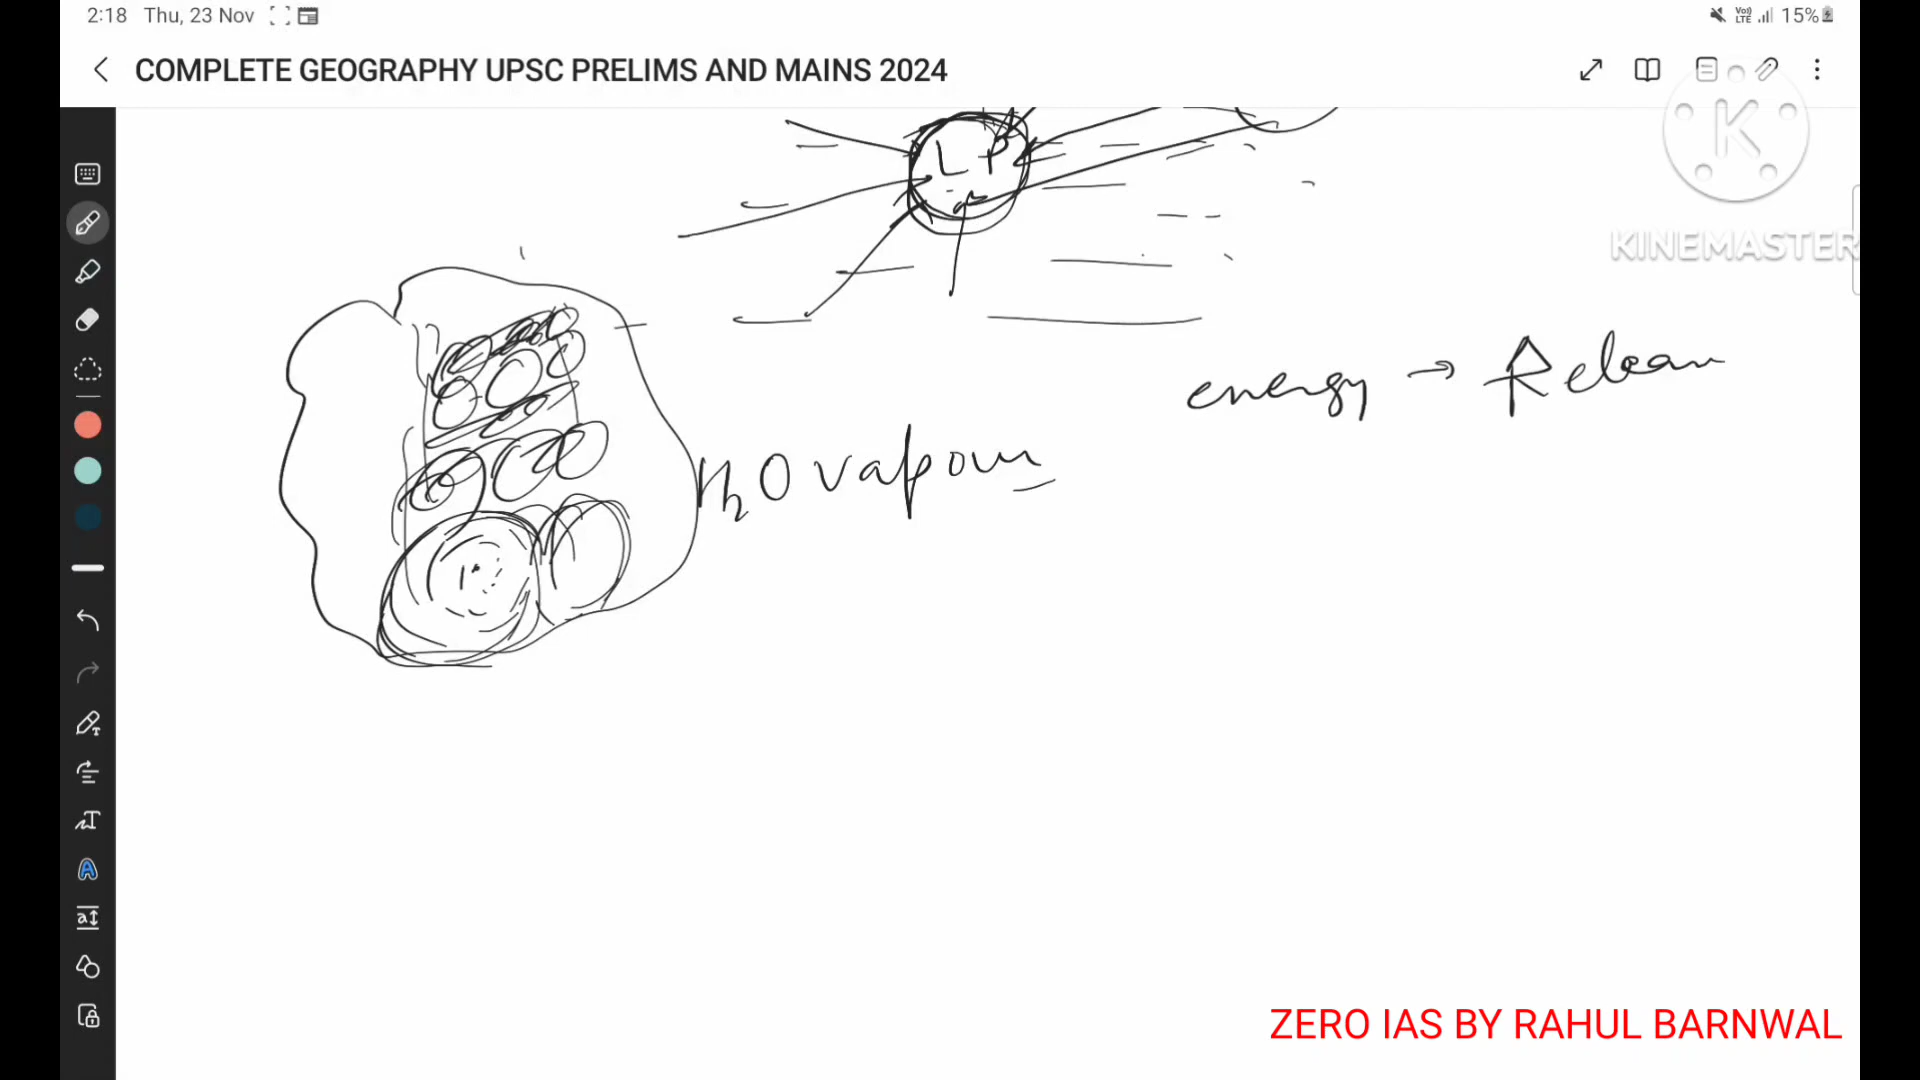 2:18 Thu, 23 Nov
15%
COMPLETE GEOGRAPHY UPSC PRELIMS AND MAINS 2024
K
KINEMASTER
LP
energy →
H2O vapour
ZERO IAS BY RAHUL BARNWAL